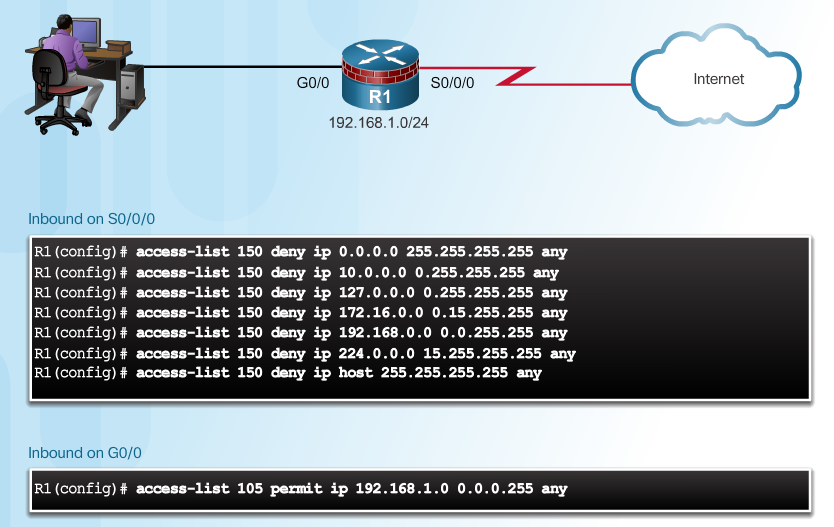 G0/0
R1
S0/0/0
Internet
192.168.1.0/24
Inbound on S0/0/0
R1(config)# access-list 150 deny ip 0.0.0.0 255.255.255.255 any
R1(config)# access-list 150 deny ip 10.0.0.0 0.255.255.255 any
R1(config)# access-list 150 deny ip 127.0.0.0 0.255.255.255 any
R1(config)# access-list 150 deny ip 172.16.0.0 0.15.255.255 any
R1(config)# access-list 150 deny ip 192.168.0.0 0.0.255.255 any
R1(config)# access-list 150 deny ip 224.0.0.0 15.255.255.255 any
R1(config)# access-list 150 deny ip host 255.255.255.255 any
Inbound on G0/0
R1(config)# access-list 105 permit ip 192.168.1.0 0.0.0.255 any